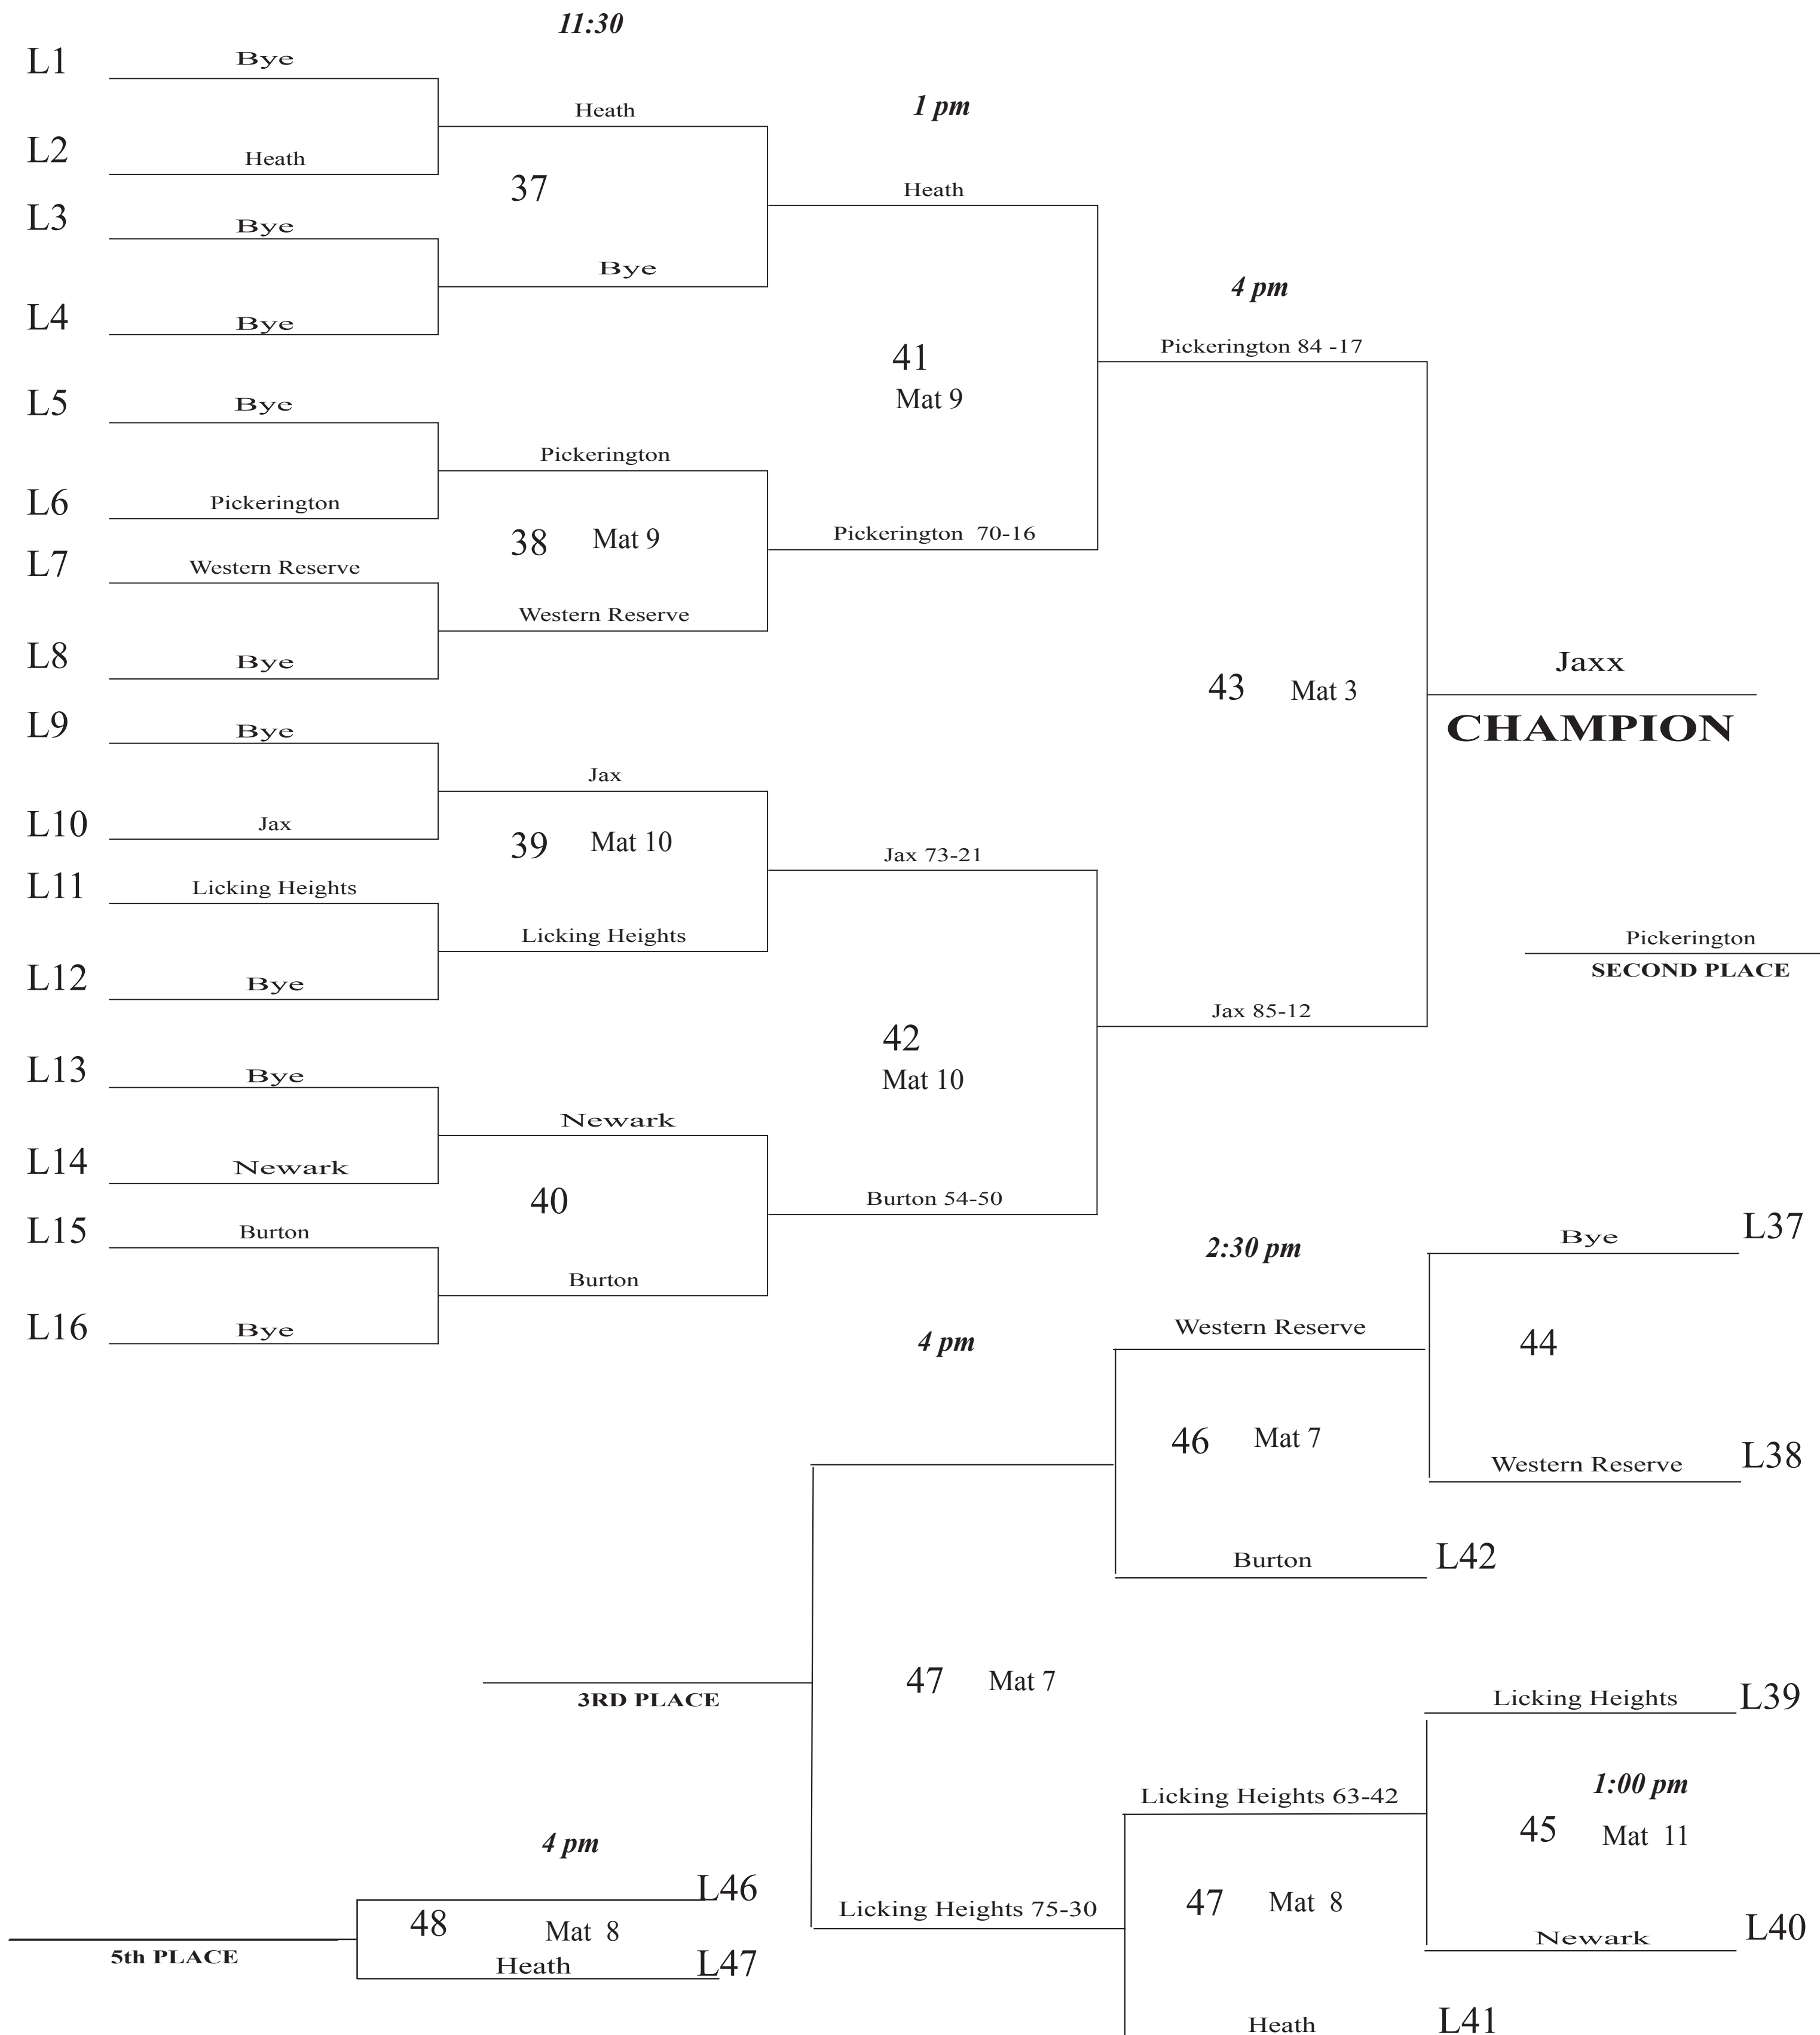 11:30
L1 Bye
Heath
1 pm
L2 Heath
37
Heath
L3 Bye
Bye
4 pm
L4 Bye
Pickerington 84 -17
41
Mat 9
L5 Bye
Pickerington
L6 Pickerington
38 Mat 9
Pickerington 70-16
L7 Western Reserve
Western Reserve
L8 Bye
Jaxx
43 Mat 3
CHAMPION
L9 Bye
Jax
L10 Jax
39 Mat 10
Jax 73-21
L11 Licking Heights
Licking Heights
Pickerington
SECOND PLACE
L12 Bye
Jax 85-12
42
Mat 10
L13 Bye
Newark
L14 Newark
40
Burton 54-50
L15 Burton
Burton
L16 Bye
2:30 pm
Bye L37
4 pm
Western Reserve
44
46 Mat 7
Western Reserve L38
Burton L42
47 Mat 7
3RD PLACE
Licking Heights L39
1:00 pm
Licking Heights 63-42
45 Mat 11
4 pm
L46
Licking Heights 75-30
47 Mat 8
48 Mat 8
Newark L40
5th PLACE
Heath L47
Heath L41